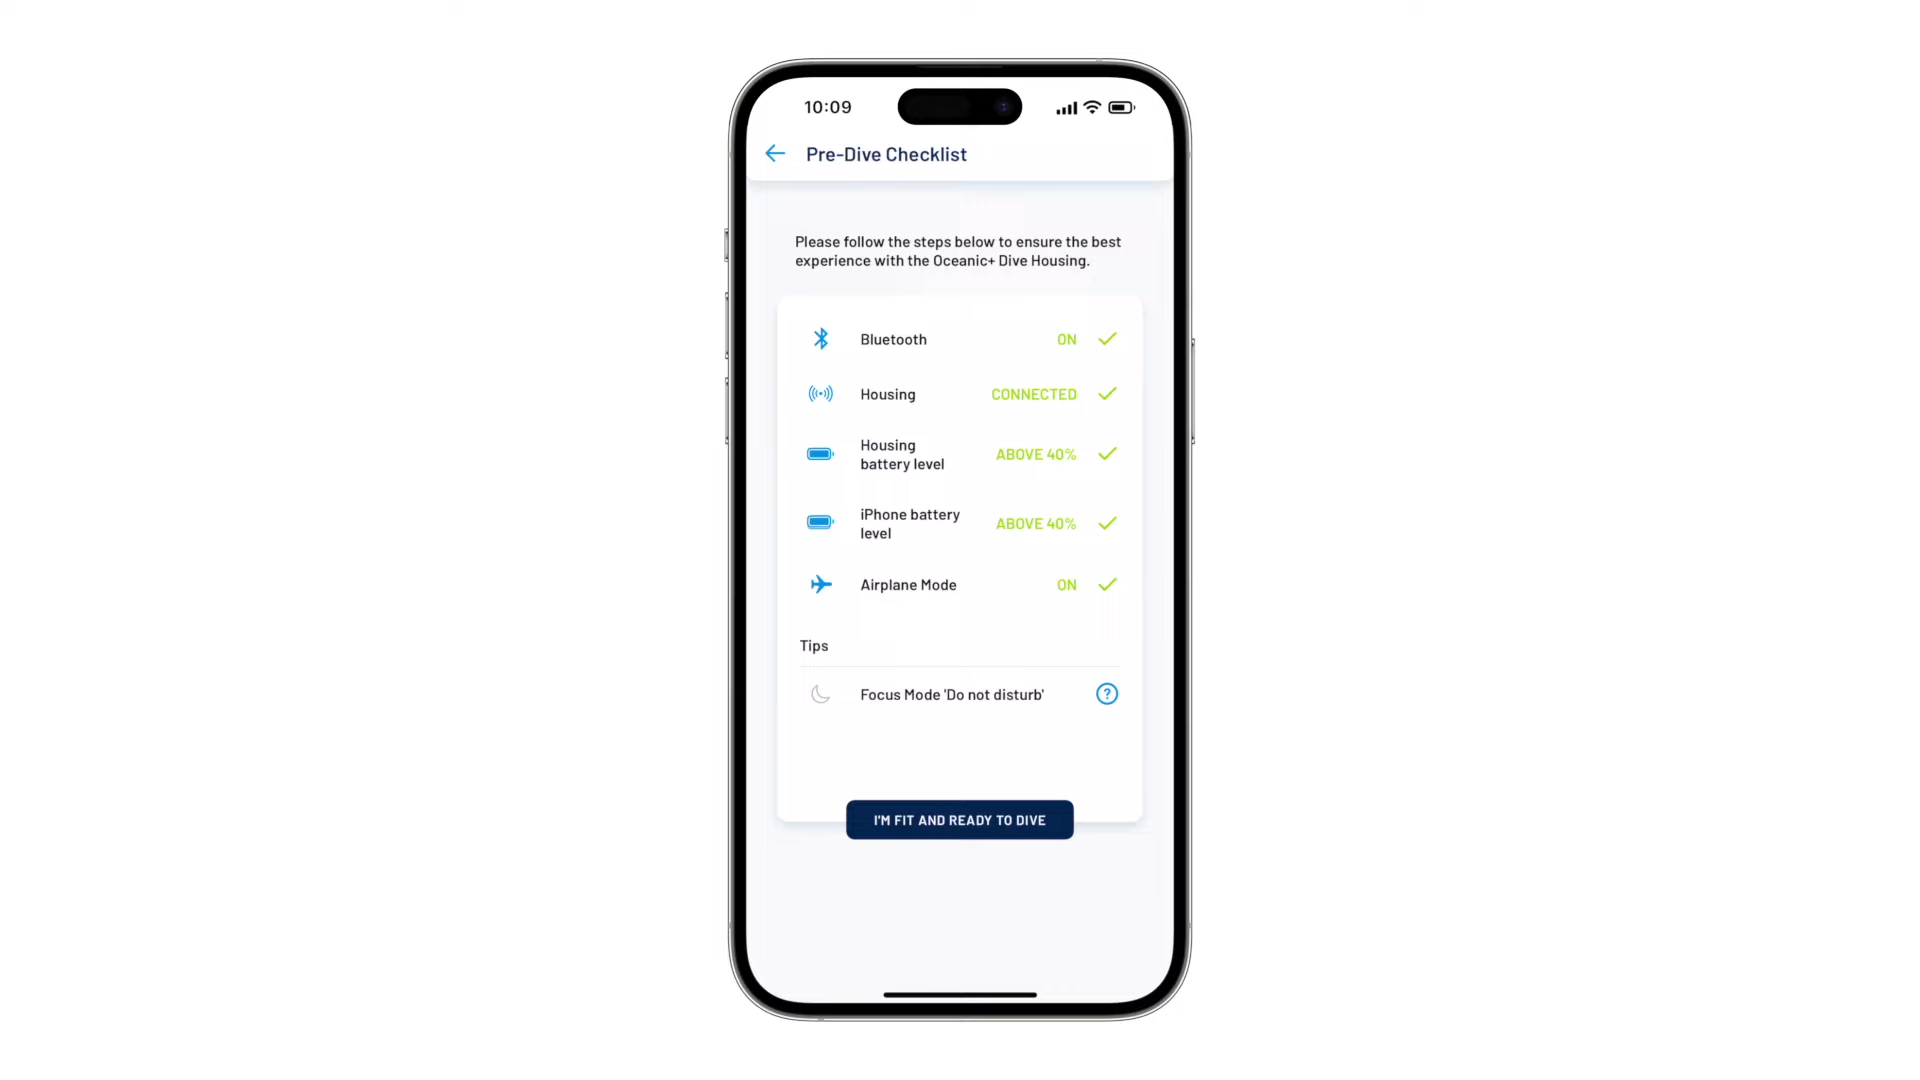 10:09
Pre-Dive Checklist
Please follow the steps below to ensure the best
experience with the Oceanic+ Dive Housing.
Bluetooth ON
Housing CONNECTED
Housing
battery level ABOVE 40%
iPhone battery
level ABOVE 40%
Airplane Mode ON
Tips
Focus Mode 'Do not disturb' ?
I'M FIT AND READY TO DIVE